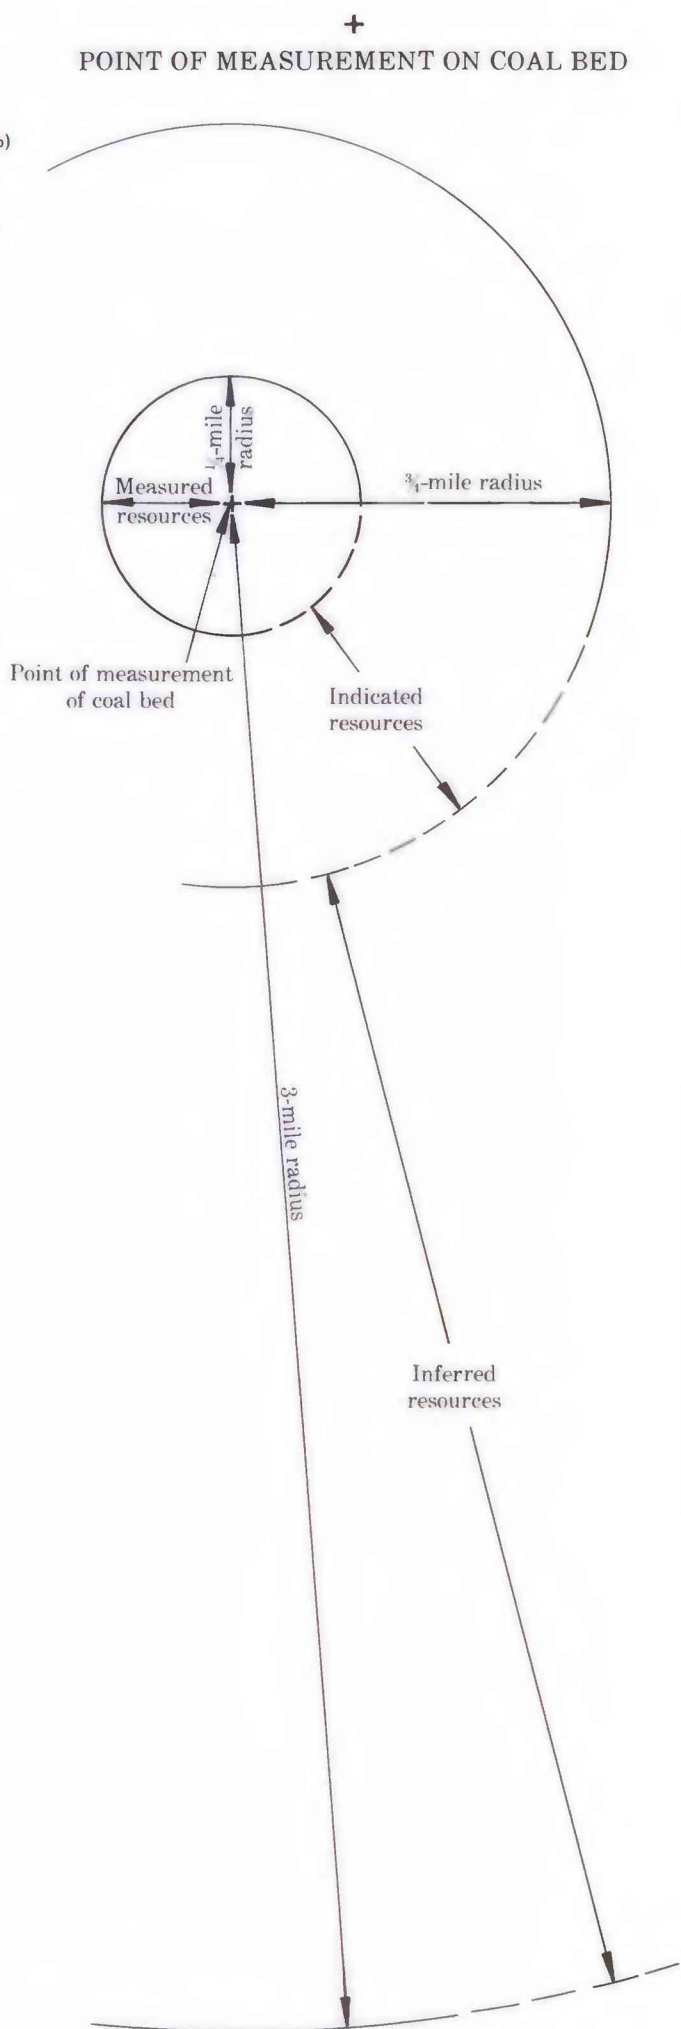 +
POINT OF MEASUREMENT ON COAL BED
¼-mile
radius
Measured
resources
¾-mile radius
Point of measurement
of coal bed
Indicated
resources
3-mile radius
Inferred
resources